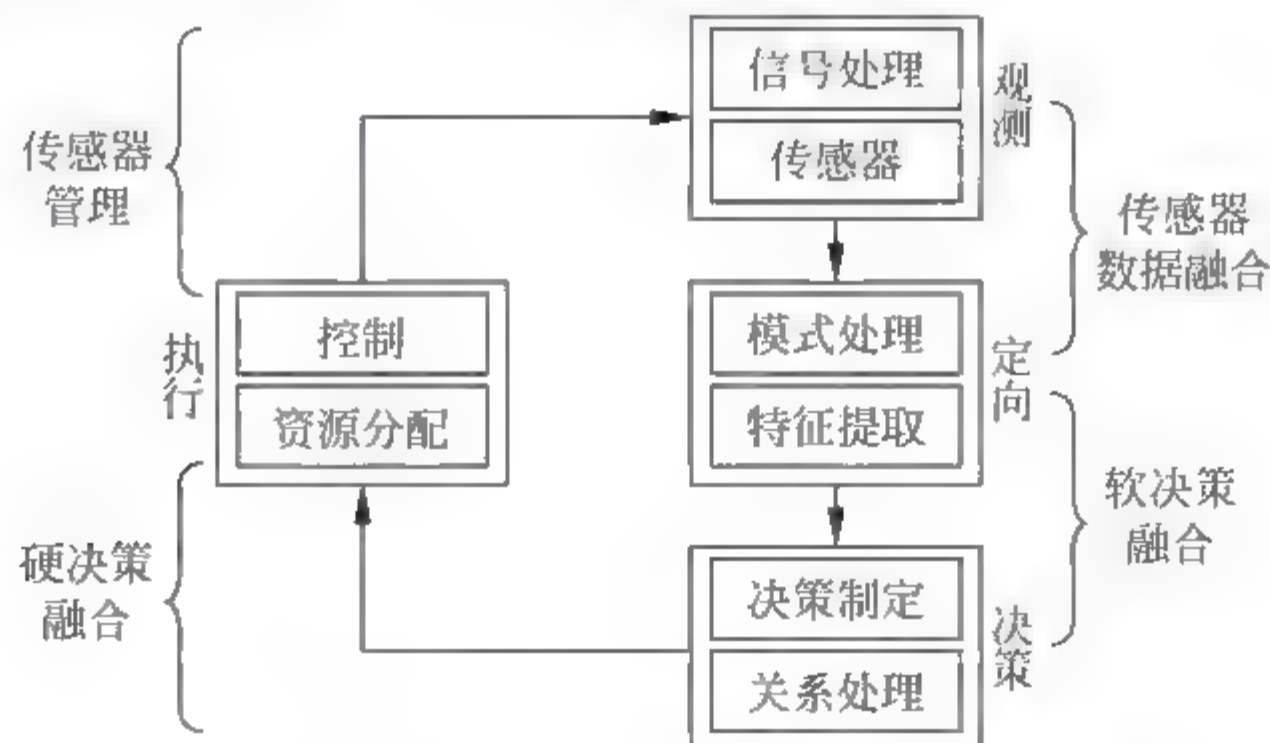 信号处理
传感器
观测
传感器
管理
传感器
数据融合
执行
控制
资源分配
模式处理
特征提取
定向
硬决策
融合
软决策
融合
决策制定
关系处理
决策